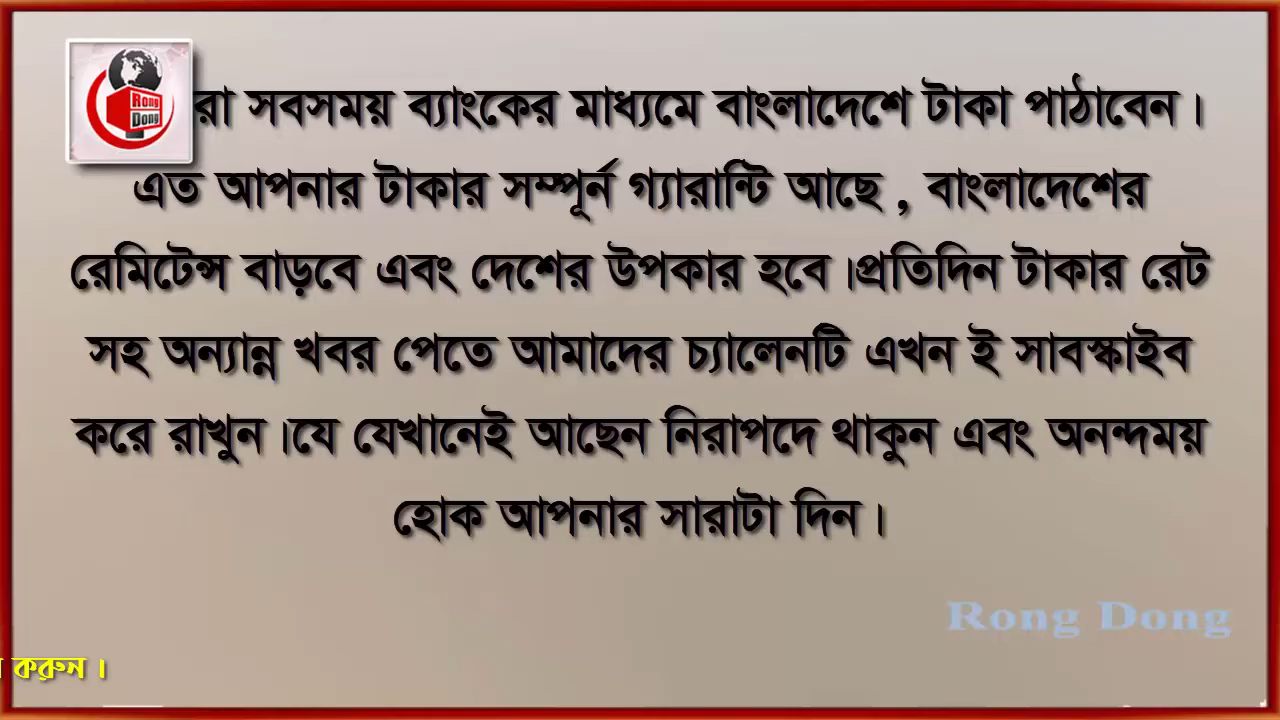 Rong
Dong
রা সবসময় ব্যাংকের মাধ্যমে বাংলাদেশে টাকা পাঠাবেন।
এত আপনার টাকার সম্পূর্ন গ্যারান্টি আছে , বাংলাদেশের
রেমিটেন্স বাড়বে এবং দেশের উপকার হবে।প্রতিদিন টাকার রেট
সহ অন্যান্ন খবর পেতে আমাদের চ্যালেনটি এখন ই সাবস্কাইব
করে রাখুন।যে যেখানেই আছেন নিরাপদে থাকুন এবং অনন্দময়
হোক আপনার সারাটা দিন।
Rong Dong
করুন।